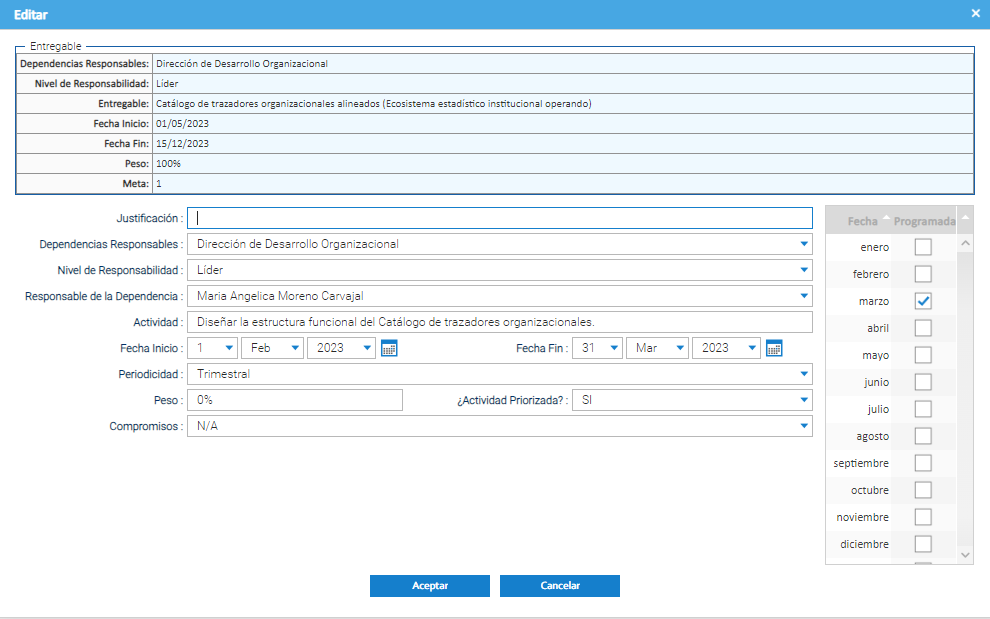 Editar
Entregable
Dependencias Responsables: Dirección de Desarrollo Organizacional
Nivel de Responsabilidad: Líder
Entregable: Catálogo de trazadores organizacionales alineados (Ecosistema estadístico institucional operando)
Fecha Inicio: 01/05/2023
Fecha Fin: 15/12/2023
Peso: 100%
Meta: 1
Justificación :
Dependencias Responsables : Dirección de Desarrollo Organizacional
Nivel de Responsabilidad : Líder
Responsable de la Dependencia : Maria Angelica Moreno Carvajal
Actividad : Diseñar la estructura funcional del Catálogo de trazadores organizacionales.
Fecha Inicio : 1 Feb 2023 Fecha Fin : 31 Mar 2023
Periodicidad : Trimestral
Peso : 0% ¿Actividad Priorizada? : SI
Compromisos : N/A
Fecha Programada
enero
febrero
marzo
abril
mayo
junio
julio
agosto
septiembre
octubre
noviembre
diciembre
Aceptar Cancelar